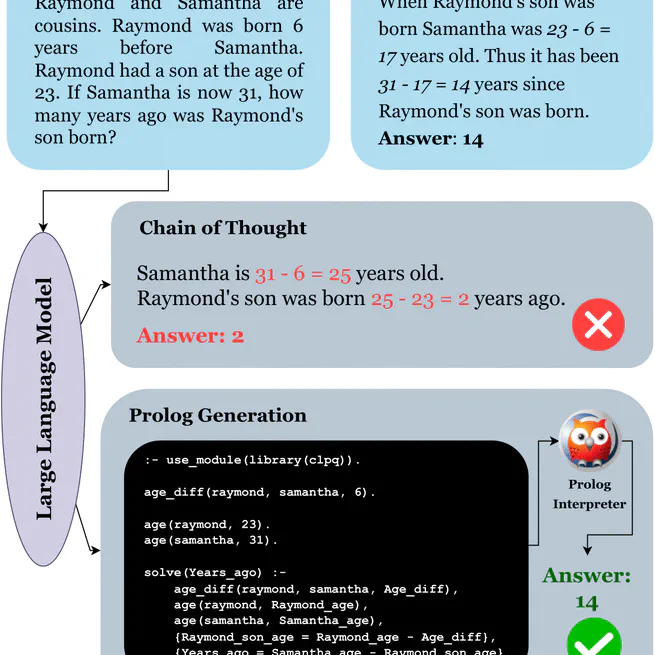 Raymond and Samantha are
cousins. Raymond was born 6
years before Samantha.
Raymond had a son at the age of
23. If Samantha is now 31, how
many years ago was Raymond's
son born?
When Raymond's son was
born Samantha was 23 - 6 =
17 years old. Thus it has been
31 - 17 = 14 years since
Raymond's son was born.
Answer: 14
Large Language Model
Chain of Thought
Samantha is 31 - 6 = 25 years old.
Raymond's son was born 25 - 23 = 2 years ago.
Answer: 2
Prolog Generation
:- use_module(library(clpq)).
age_diff(raymond, samantha, 6).
age(raymond, 23).
age(samantha, 31).
solve(Years_ago) :-
age_diff(raymond, samantha, Age_diff),
age(raymond, Raymond_age),
age(samantha, Samantha_age),
{Raymond_son_age = Raymond_age - Age_diff},
{Years_ago = Samantha_age - Raymond_son_age}
Prolog
Interpreter
Answer:
14